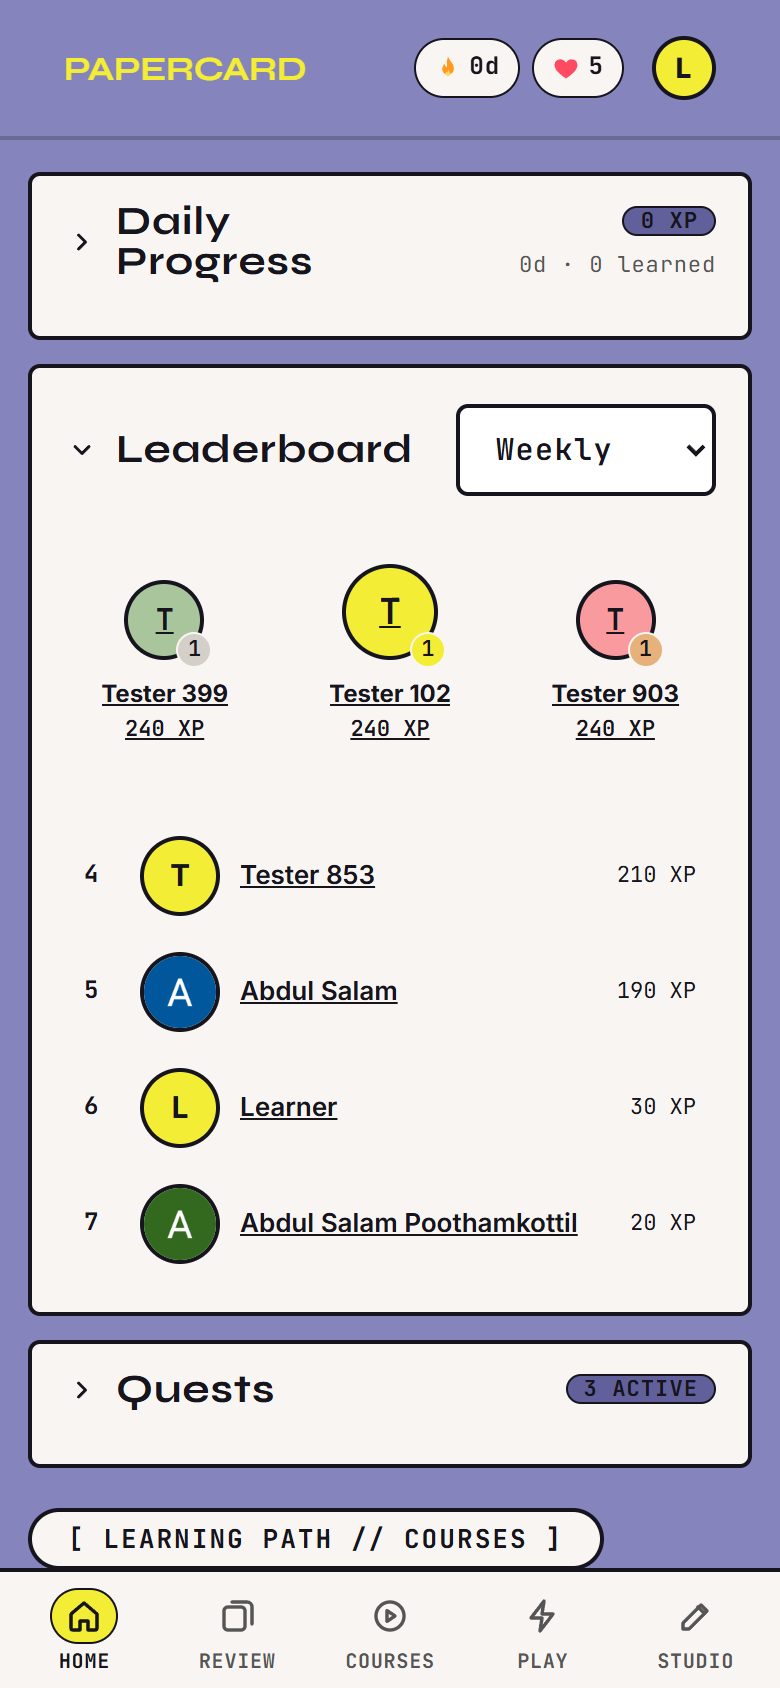 PAPERCARD
0d
5
L
Daily
Progress
0 XP
0d · 0 learned
Leaderboard
Weekly
T
1
T
1
T
1
Tester 399
Tester 102
Tester 903
240 XP
240 XP
240 XP
4
T
Tester 853
210 XP
5
A
Abdul Salam
190 XP
6
L
Learner
30 XP
7
A
Abdul Salam Poothamkottil
20 XP
Quests
3 ACTIVE
[ LEARNING PATH // COURSES ]
HOME
REVIEW
COURSES
PLAY
STUDIO